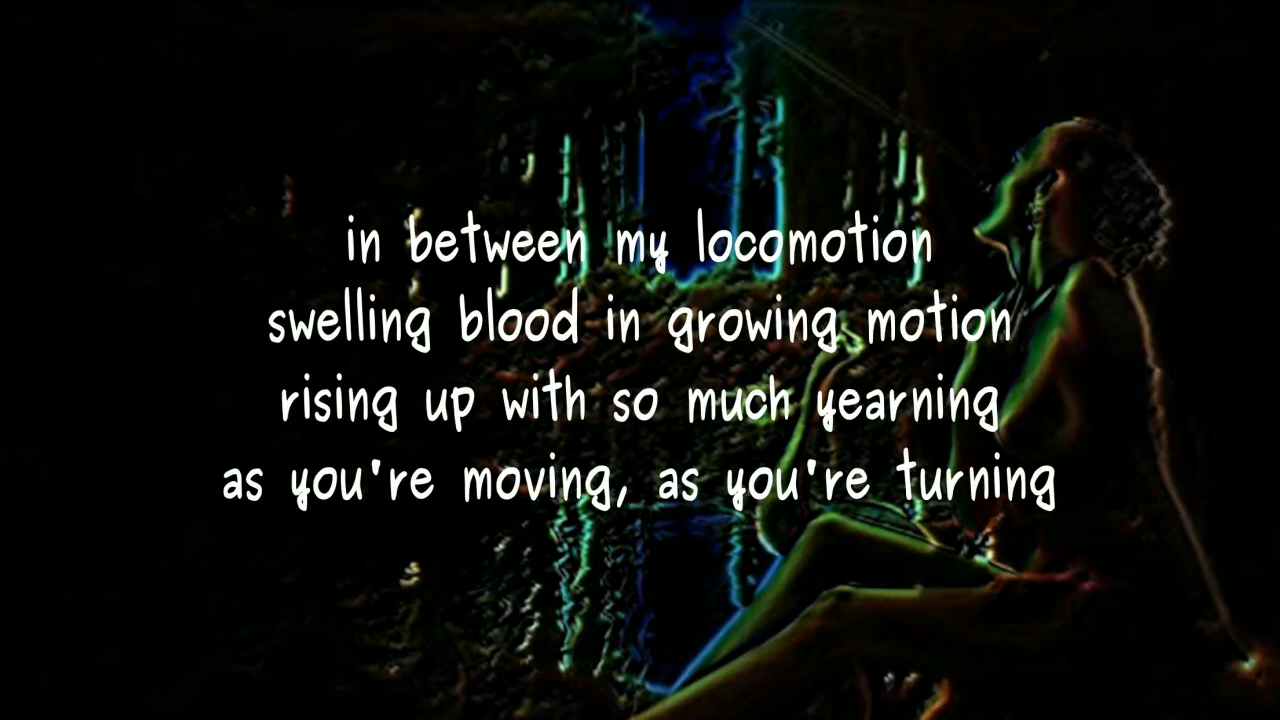 in between my locomotion
swelling blood in growing motion
rising up with so much yearning
as you're moving, as you're turning